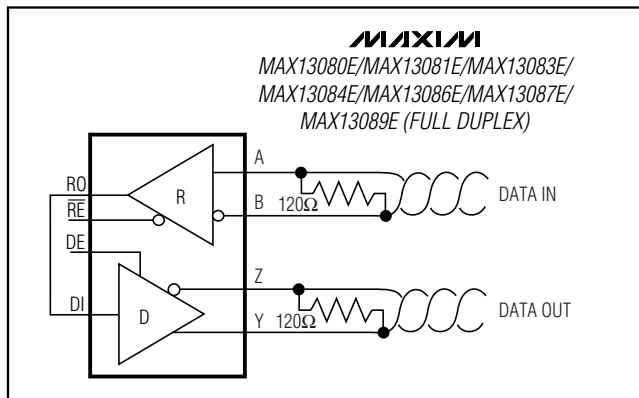 MAXIM
MAX13080E/MAX13081E/MAX13083E/
MAX13084E/MAX13086E/MAX13087E/
MAX13089E (FULL DUPLEX)
A
RO
R
RE
B
120Ω
DATA IN
DE
Z
DI
D
Y
120Ω
DATA OUT